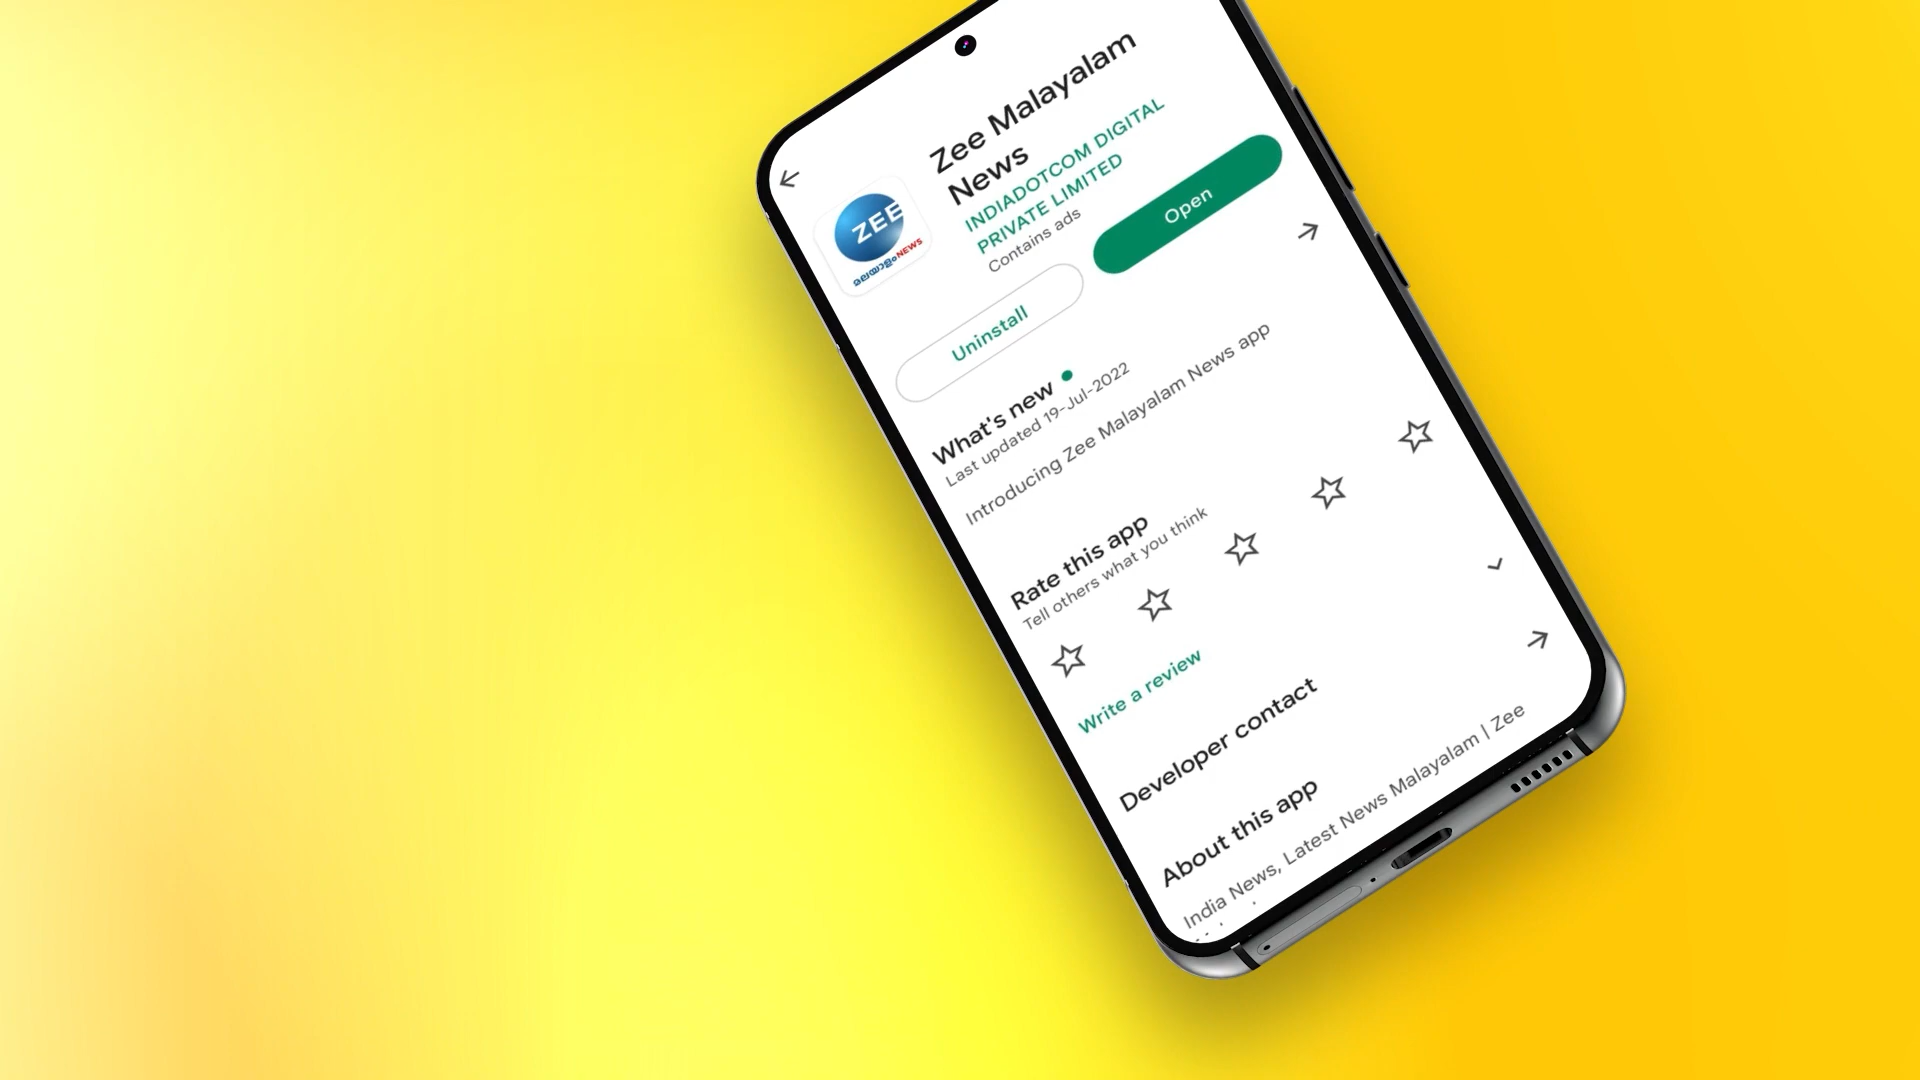 Zee Malayalam
News
INDIADOTCOM DIGITAL
PRIVATE LIMITED
Contains ads
ZEE
മലയാളം NEWS
Uninstall
Open
What's new
Last updated 19-Jul-2022
Introducing Zee Malayalam News app
Rate this app
Tell others what you think
Write a review
Developer contact
About this app
India News, Latest News Malayalam | Zee